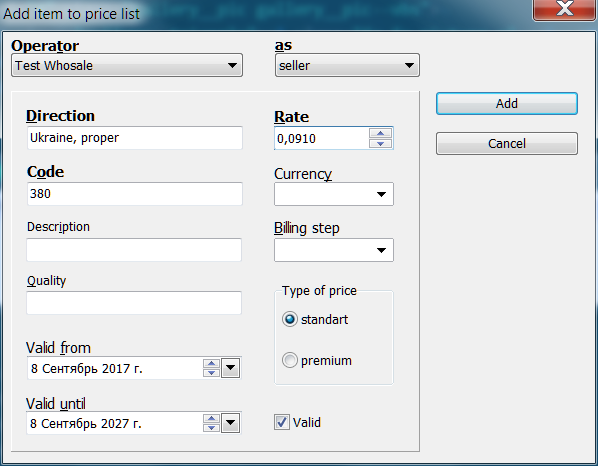 Add item to price list
Operator
as
Test Whosale
seller
Direction
Rate
Add
Ukraine, proper
0,0910
Cancel
Code
Currency
380
Description
Billing step
Quality
Type of price
standart
Valid from
premium
8 Сентябрь 2017 г.
Valid until
8 Сентябрь 2027 г.
Valid